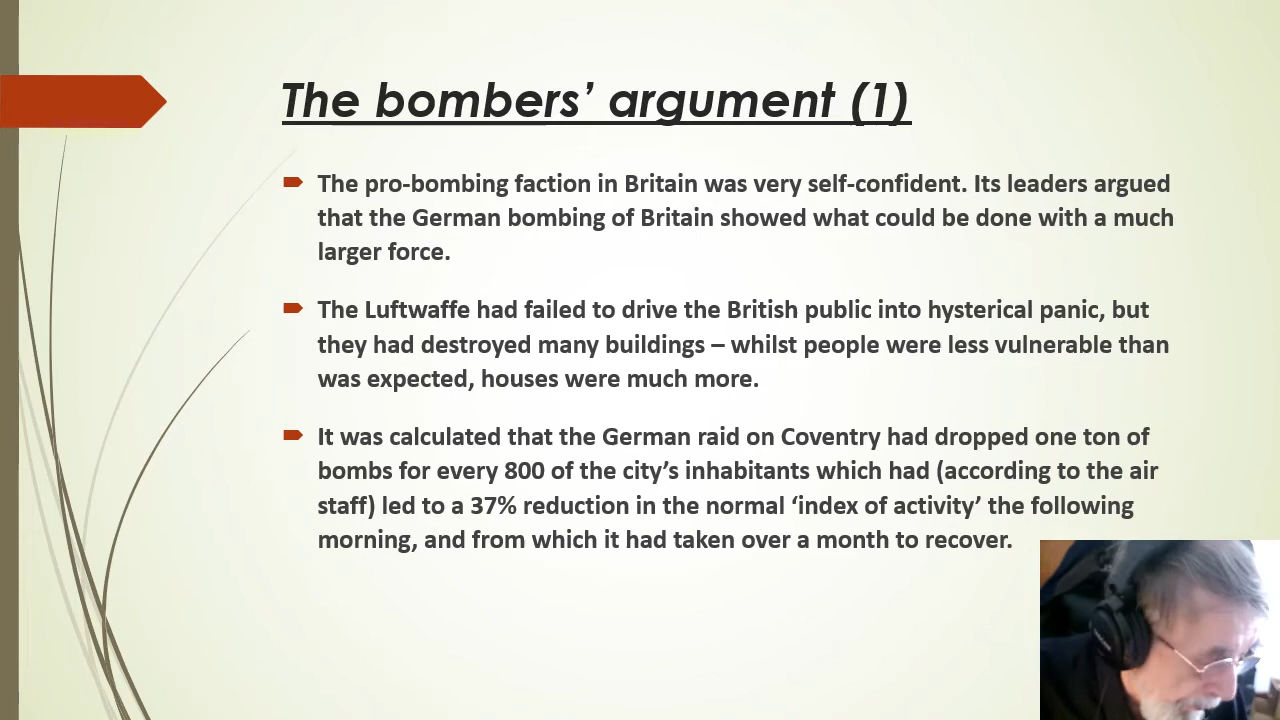 The bombers’ argument (1)
The pro-bombing faction in Britain was very self-confident. Its leaders argued
that the German bombing of Britain showed what could be done with a much
larger force.
The Luftwaffe had failed to drive the British public into hysterical panic, but
they had destroyed many buildings – whilst people were less vulnerable than
was expected, houses were much more.
It was calculated that the German raid on Coventry had dropped one ton of
bombs for every 800 of the city’s inhabitants which had (according to the air
staff) led to a 37% reduction in the normal ‘index of activity’ the following
morning, and from which it had taken over a month to recover.